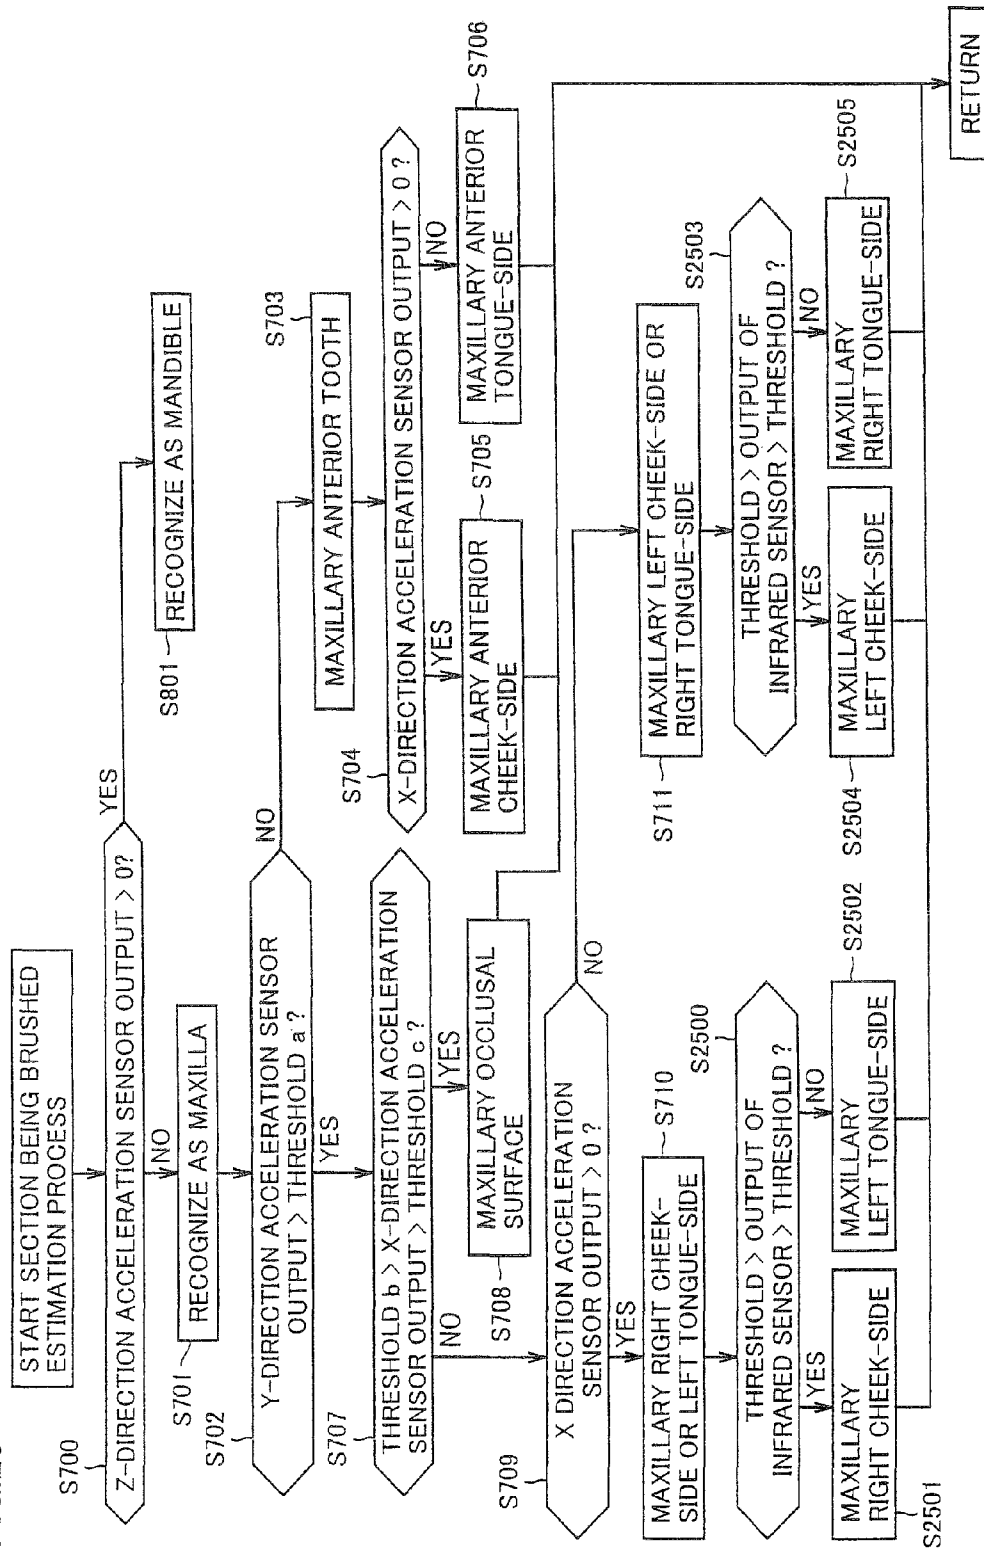 START SECTION BEING BRUSHED
ESTIMATION PROCESS
S700
Z-DIRECTION ACCELERATION SENSOR OUTPUT > 0?
YES
NO
S801
RECOGNIZE AS MANDIBLE
S701
RECOGNIZE AS MAXILLA
S702
Y-DIRECTION ACCELERATION SENSOR
OUTPUT > THRESHOLD a?
NO
YES
S703
MAXILLARY ANTERIOR TOOTH
S707
THRESHOLD b > X-DIRECTION ACCELERATION
SENSOR OUTPUT > THRESHOLD c ?
NO
YES
S704
X-DIRECTION ACCELERATION SENSOR OUTPUT > 0 ?
YES
NO
S708
MAXILLARY OCCLUSAL
SURFACE
S705
MAXILLARY ANTERIOR
CHEEK-SIDE
S706
MAXILLARY ANTERIOR
TONGUE-SIDE
S709
X DIRECTION ACCELERATION
SENSOR OUTPUT > 0 ?
NO
YES
S710
MAXILLARY RIGHT CHEEK-
SIDE OR LEFT TONGUE-SIDE
S711
MAXILLARY LEFT CHEEK-SIDE OR
RIGHT TONGUE-SIDE
S2500
THRESHOLD > OUTPUT OF
INFRARED SENSOR > THRESHOLD ?
YES
NO
S2503
THRESHOLD > OUTPUT OF
INFRARED SENSOR > THRESHOLD ?
YES
NO
S2501
MAXILLARY
RIGHT CHEEK-SIDE
S2502
MAXILLARY
LEFT TONGUE-SIDE
S2504
MAXILLARY
LEFT CHEEK-SIDE
S2505
MAXILLARY
RIGHT TONGUE-SIDE
RETURN